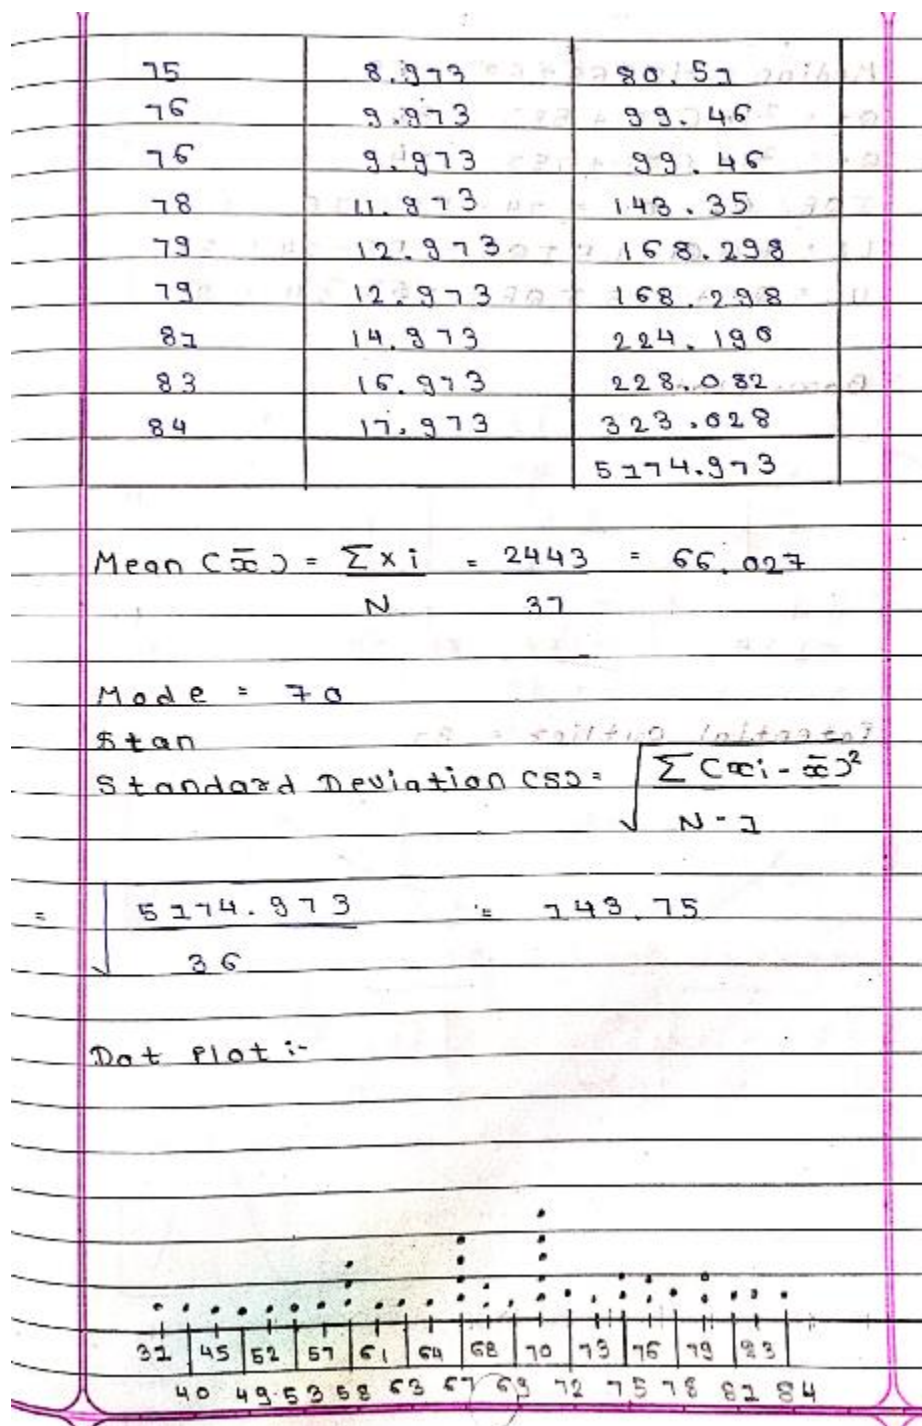 75 8.973 80.51
76 9.973 99.46
76 9.973 99.46
78 11.973 143.35
79 12.973 168.298
79 12.973 168.298
81 14.973 224.190
83 16.973 228.082
84 17.973 323.028
5174.973
Mean (x̄) = Σxi = 2443 = 66.027
N 37
Mode = 70
Stan
Standard Deviation (SD = √ Σ(xi - x̄)²
N - 1
= √ 5174.973 = 143.75
36
Dot Plot :-
31 45 52 57 61 64 68 70 73 76 79 83
40 49.53 58 63 67 69 72 75 78 81 84